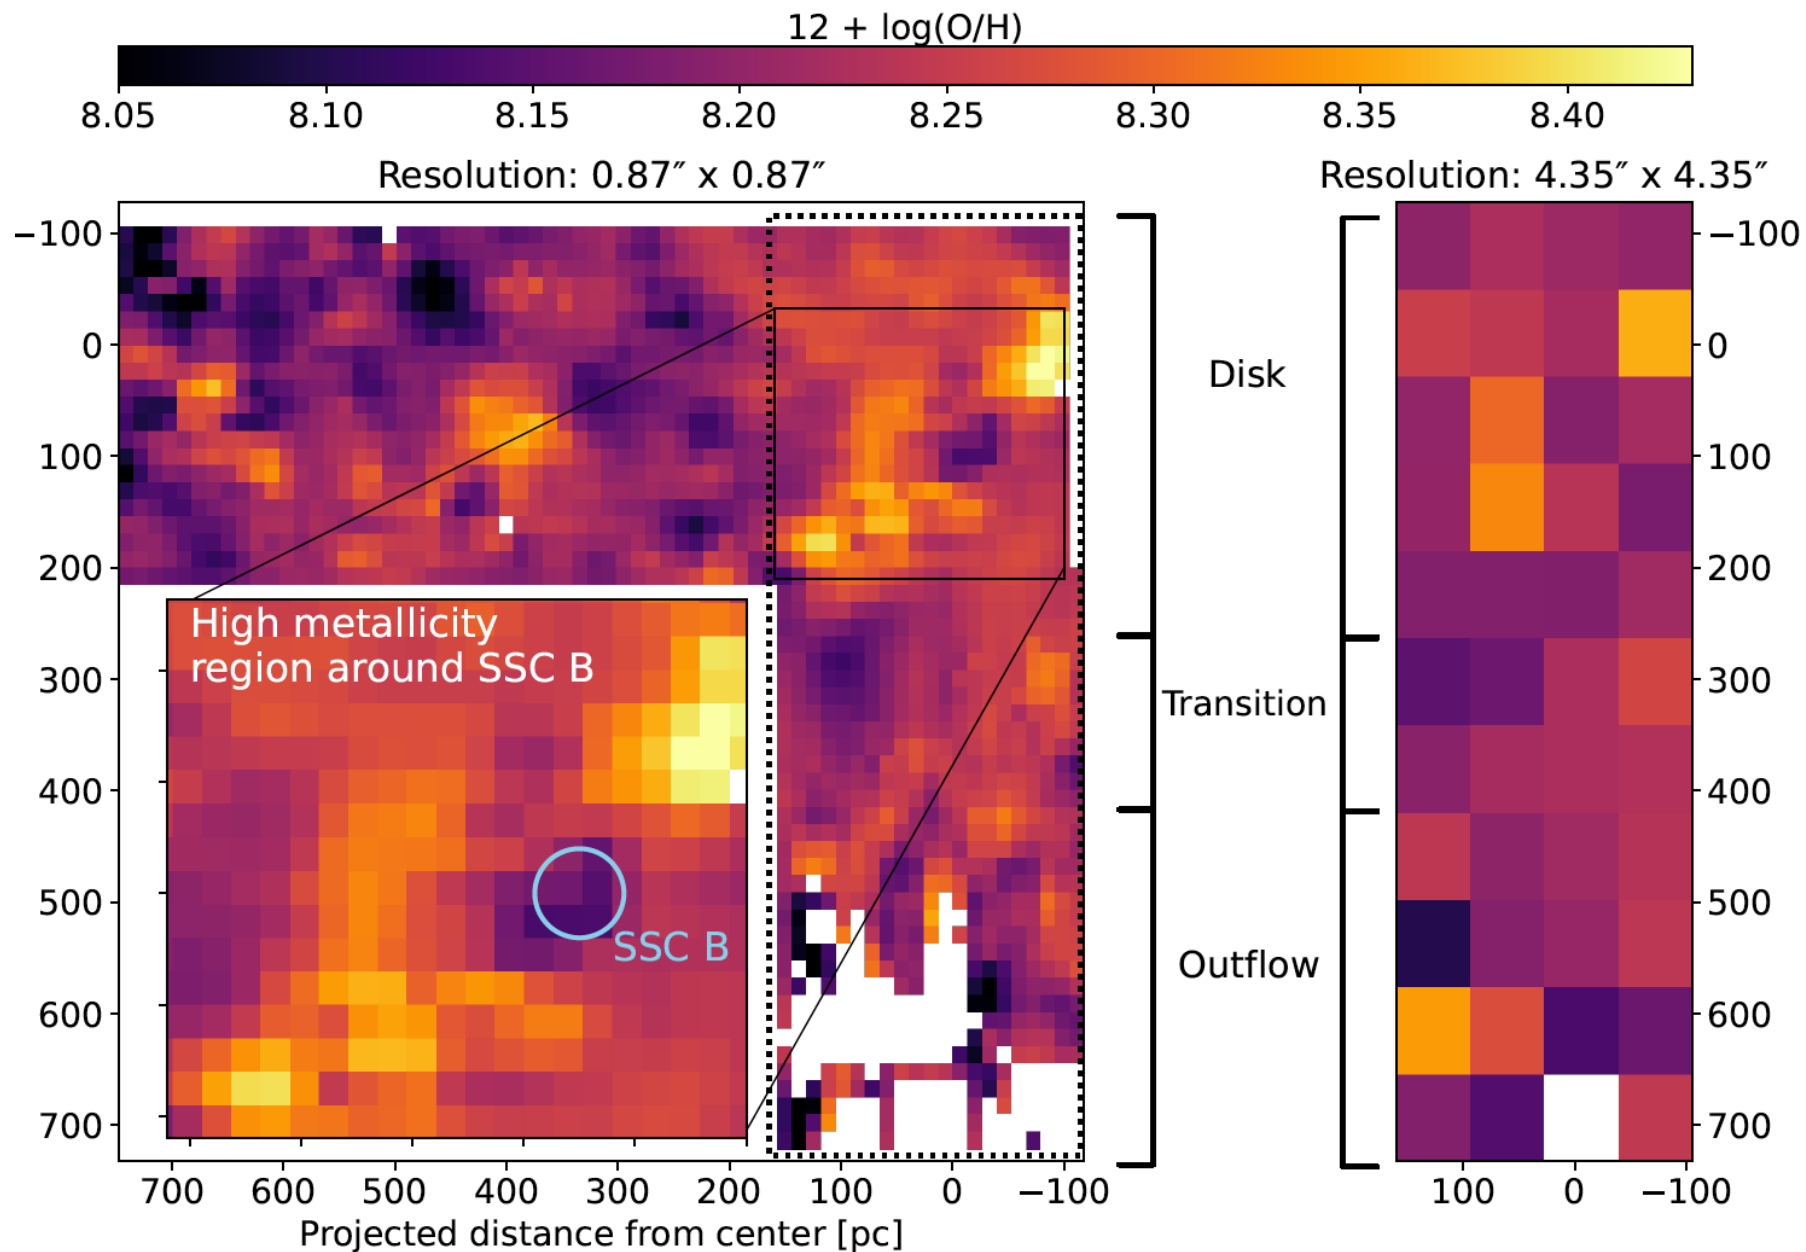 12 + log(O/H)
8.05 8.10 8.15 8.20 8.25 8.30 8.35 8.40
Resolution: 0.87″ x 0.87″
Resolution: 4.35″ x 4.35″
−100
0
100
200
300
400
500
600
700
High metallicity
region around SSC B
SSC B
700 600 500 400 300 200 100 0 −100
Projected distance from center [pc]
Disk
Transition
Outflow
−100
0
100
200
300
400
500
600
700
100 0 −100